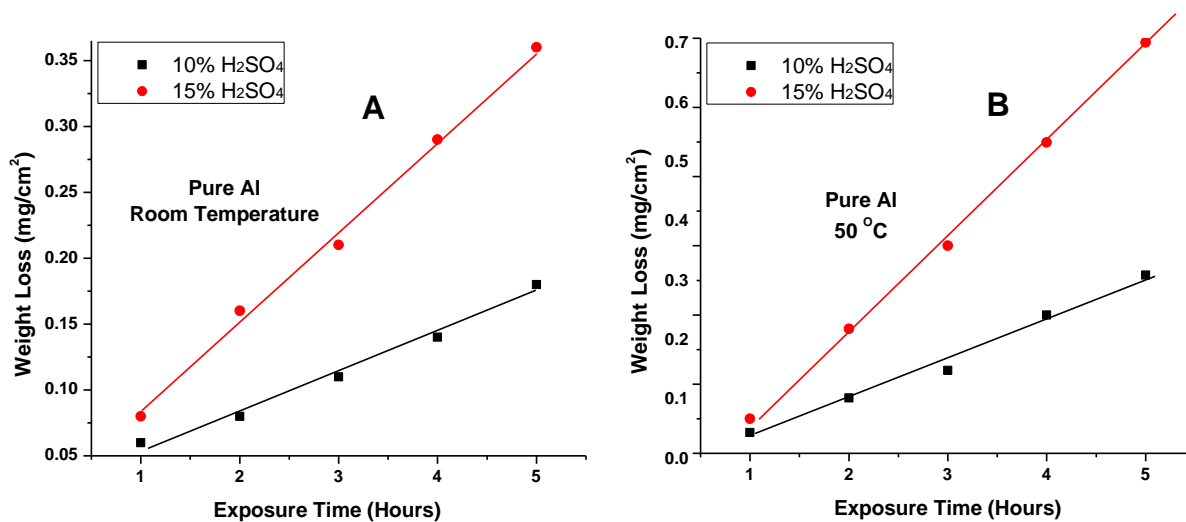 10% H₂SO₄
15% H₂SO₄
A
Pure Al
Room Temperature
Weight Loss (mg/cm²)
0.35
0.30
0.25
0.20
0.15
0.10
0.05
1 2 3 4 5
Exposure Time (Hours)
10% H₂SO₄
15% H₂SO₄
B
Pure Al
50 ⁰C
Weight Loss (mg/cm²)
0.7
0.6
0.5
0.4
0.3
0.2
0.1
0.0
1 2 3 4 5
Exposure Time (Hours)